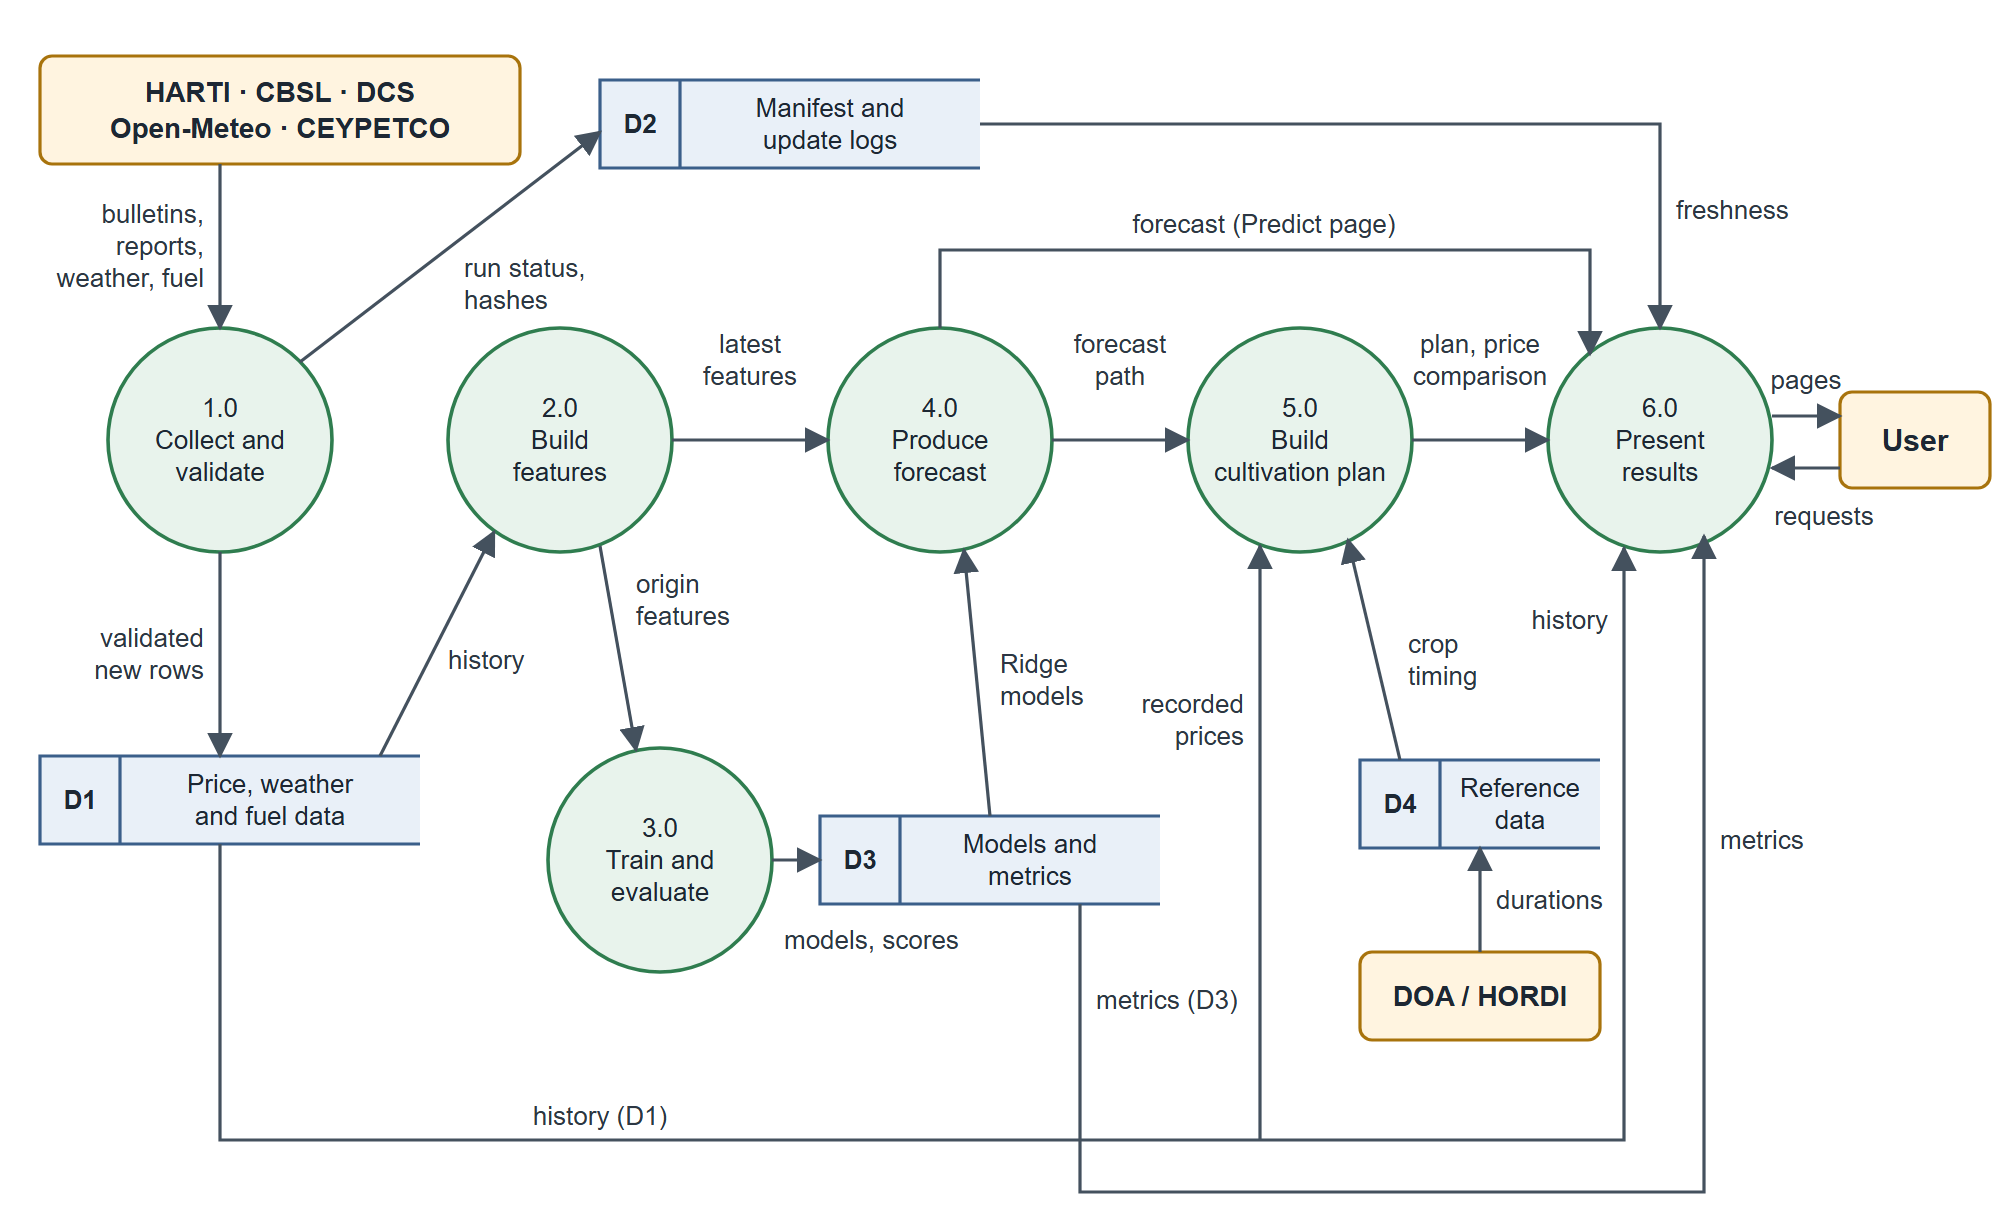 HARTI · CBSL · DCS
Open-Meteo · CEYPETCO
D2
Manifest and
update logs
bulletins,
reports,
weather, fuel
run status,
hashes
forecast (Predict page)
freshness
1.0
Collect and
validate
2.0
Build
features
latest
features
4.0
Produce
forecast
forecast
path
5.0
Build
cultivation plan
plan, price
comparison
6.0
Present
results
pages
User
requests
validated
new rows
history
origin
features
Ridge
models
recorded
prices
crop
timing
history
D1
Price, weather
and fuel data
3.0
Train and
evaluate
D3
Models and
metrics
D4
Reference
data
metrics
durations
models, scores
metrics (D3)
DOA / HORDI
history (D1)